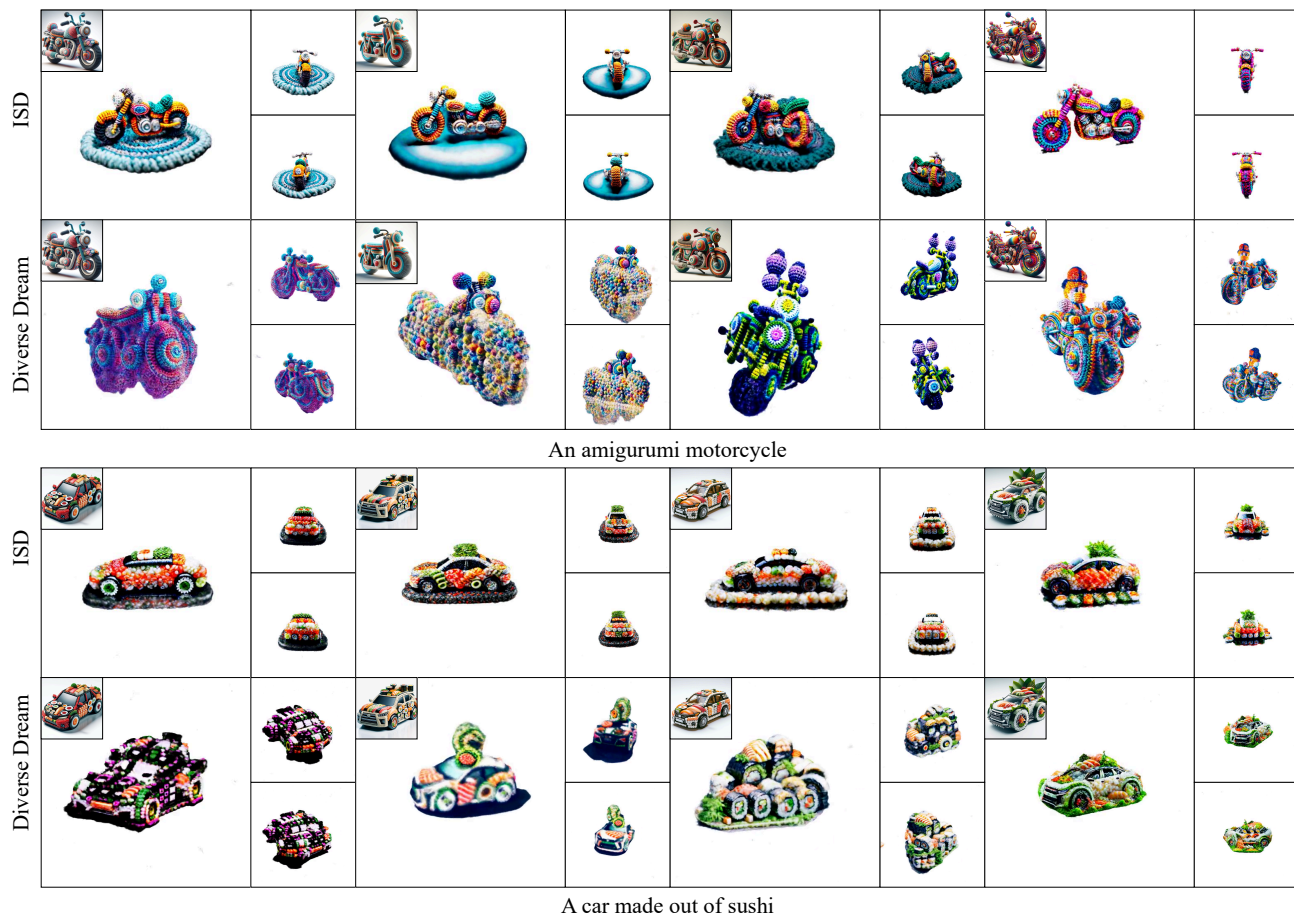 ISD
Diverse Dream
An amigurumi motorcycle
ISD
Diverse Dream
A car made out of sushi